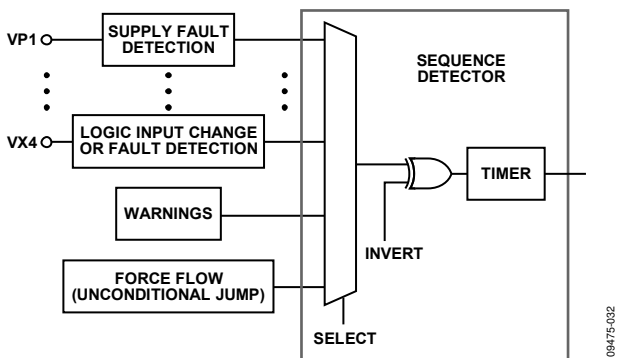 VP1
SUPPLY FAULT
DETECTION
SEQUENCE
DETECTOR
VX4
LOGIC INPUT CHANGE
OR FAULT DETECTION
TIMER
WARNINGS
INVERT
FORCE FLOW
(UNCONDITIONAL JUMP)
SELECT
09475-032